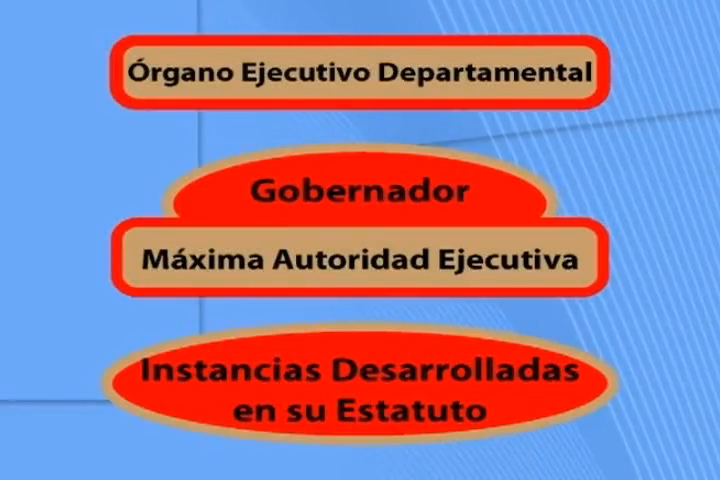 Órgano Ejecutivo Departamental
Gobernador
Máxima Autoridad Ejecutiva
Instancias Desarrolladas
en su Estatuto